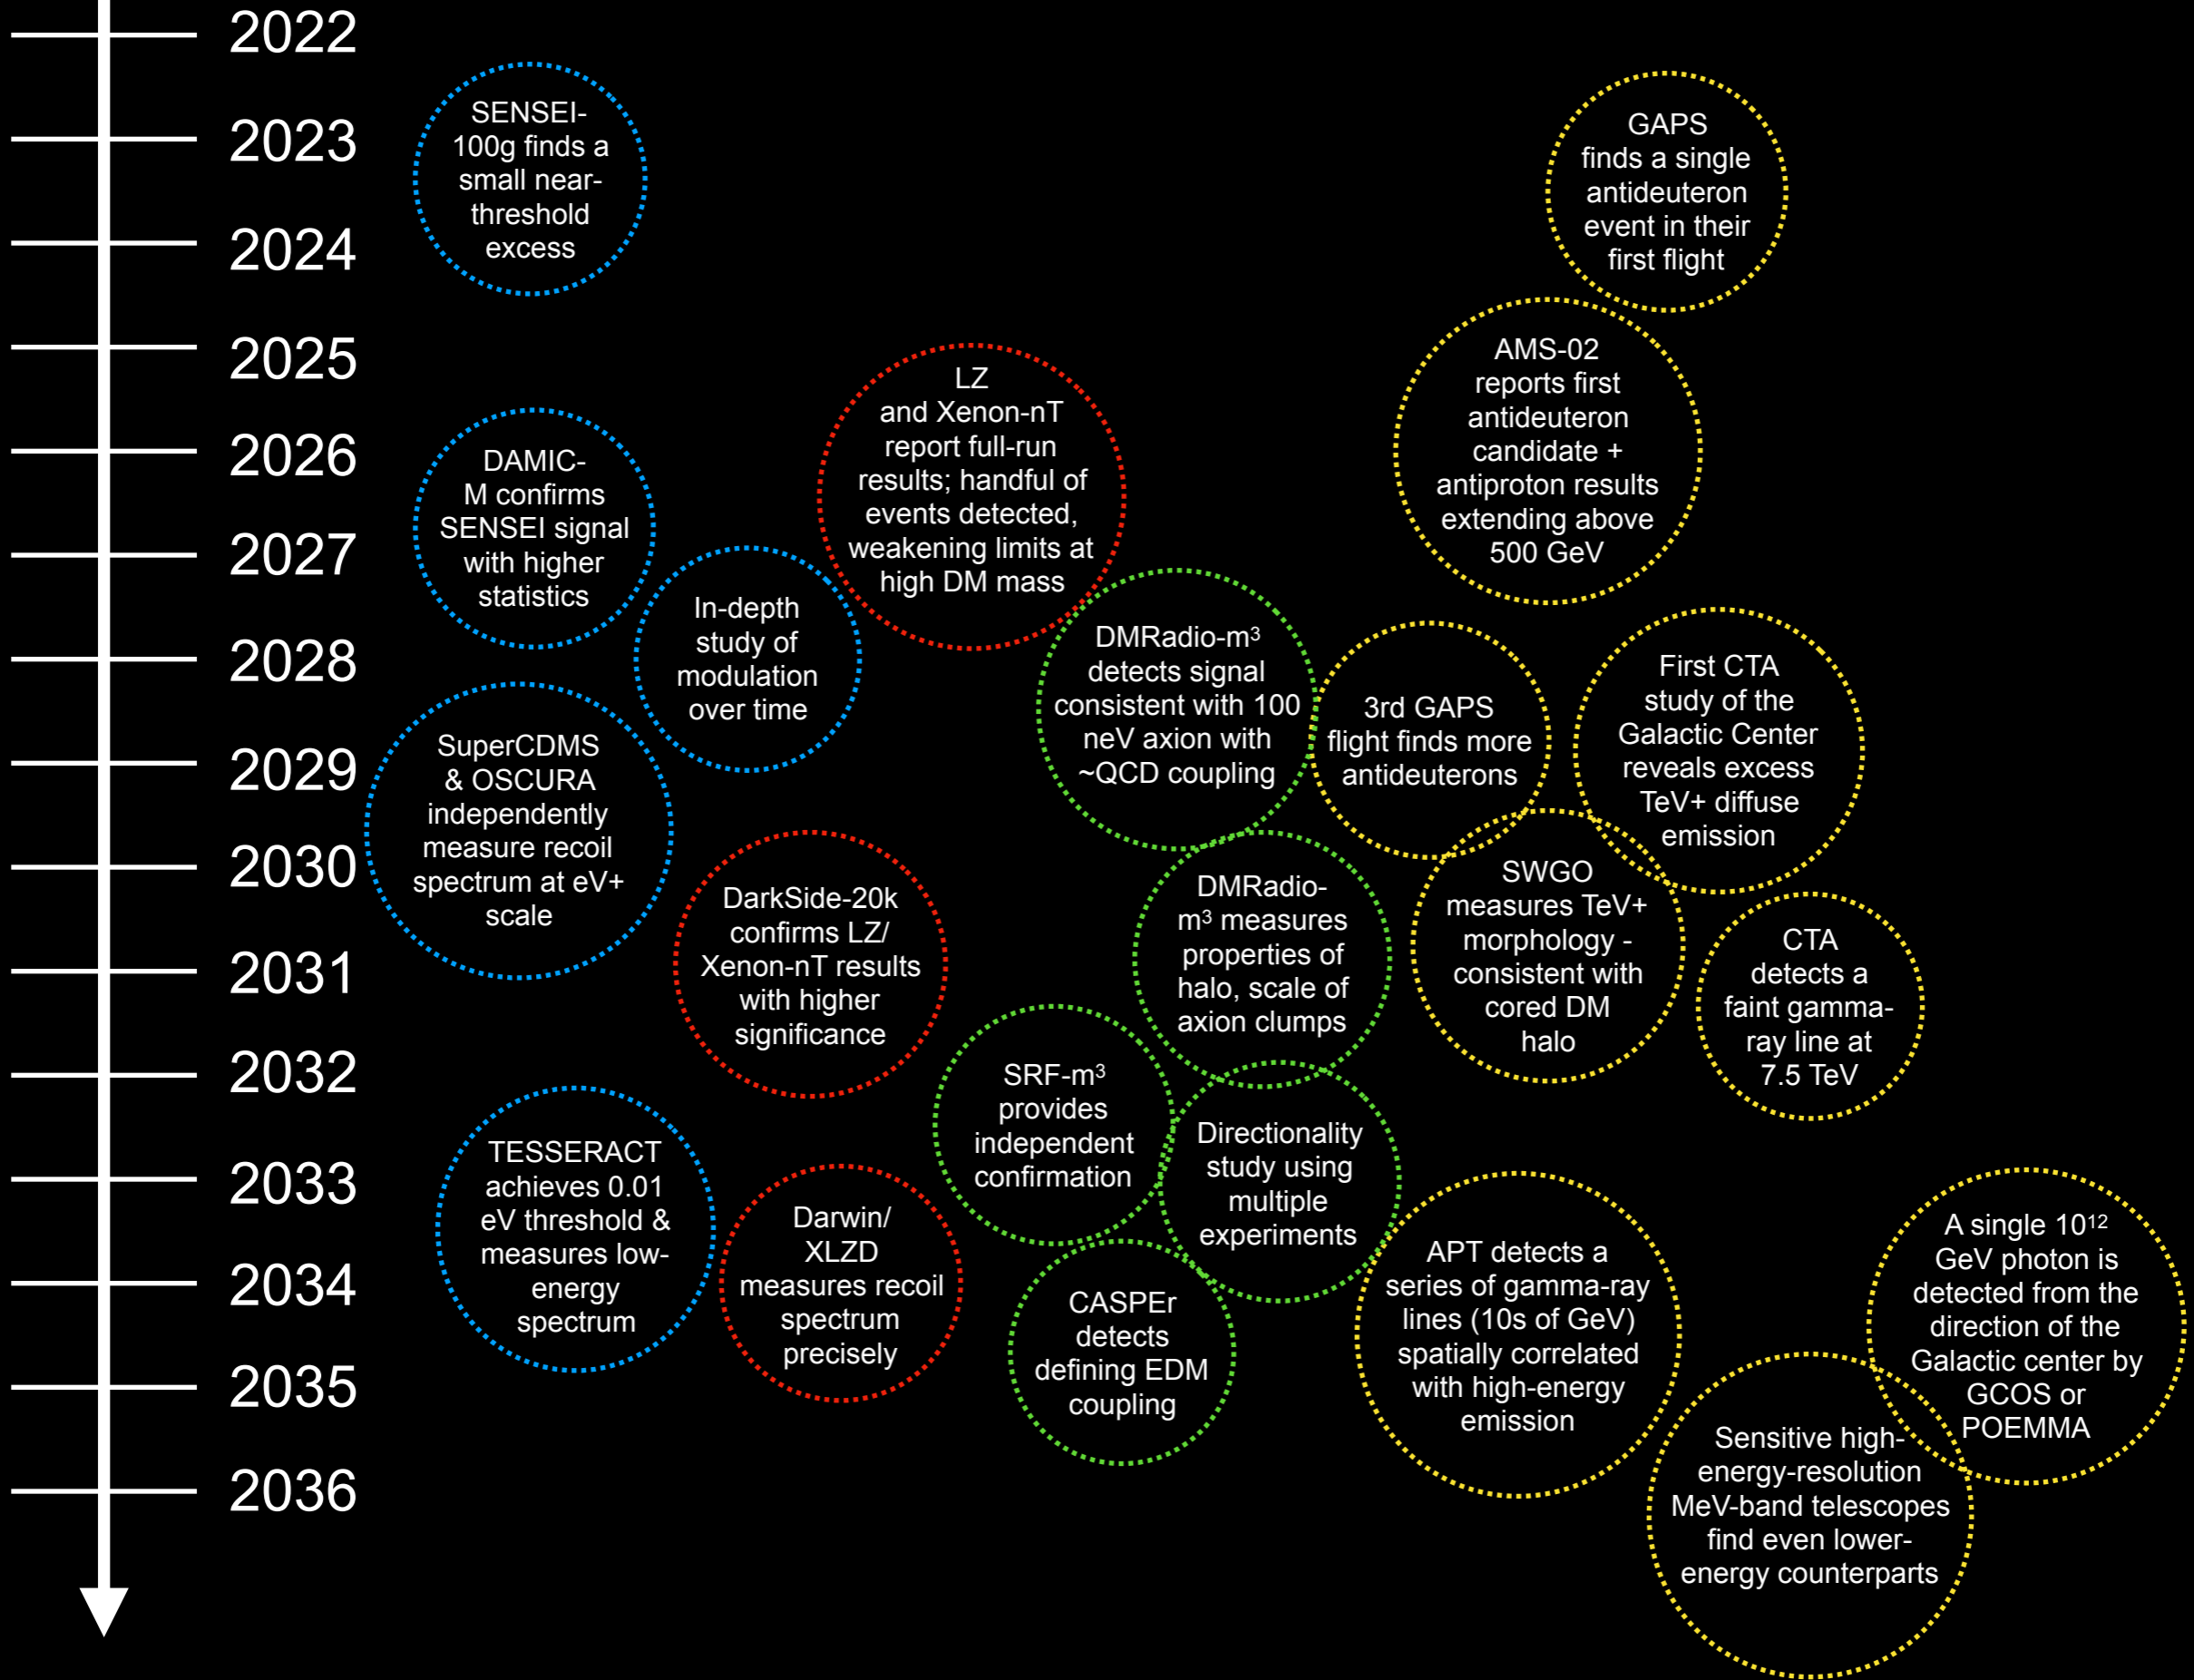 2022
2023
2024
2025
2026
2027
2028
2029
2030
2031
2032
2033
2034
2035
2036
SENSEI-
100g finds a
small near-
threshold
excess
GAPS
finds a single
antideuteron
event in their
first flight
AMS-02
reports first
antideuteron
candidate +
antiproton results
extending above
500 GeV
LZ
and Xenon-nT
report full-run
results; handful of
events detected,
weakening limits at
high DM mass
DAMIC-
M confirms
SENSEI signal
with higher
statistics
In-depth
study of
modulation
over time
DMRadio-m³
detects signal
consistent with 100
neV axion with
~QCD coupling
3rd GAPS
flight finds more
antideuterons
First CTA
study of the
Galactic Center
reveals excess
TeV+ diffuse
emission
SuperCDMS
& OSCURA
independently
measure recoil
spectrum at eV+
scale
DarkSide-20k
confirms LZ/
Xenon-nT results
with higher
significance
DMRadio-
m³ measures
properties of
halo, scale of
axion clumps
SWGO
measures TeV+
morphology -
consistent with
cored DM
halo
CTA
detects a
faint gamma-
ray line at
7.5 TeV
SRF-m³
provides
independent
confirmation
Directionality
study using
multiple
experiments
TESSERACT
achieves 0.01
eV threshold &
measures low-
energy
spectrum
Darwin/
XLZD
measures recoil
spectrum
precisely
CASPEr
detects
defining EDM
coupling
APT detects a
series of gamma-ray
lines (10s of GeV)
spatially correlated
with high-energy
emission
A single 10¹²
GeV photon is
detected from the
direction of the
Galactic center by
GCOS or
POEMMA
Sensitive high-
energy-resolution
MeV-band telescopes
find even lower-
energy counterparts